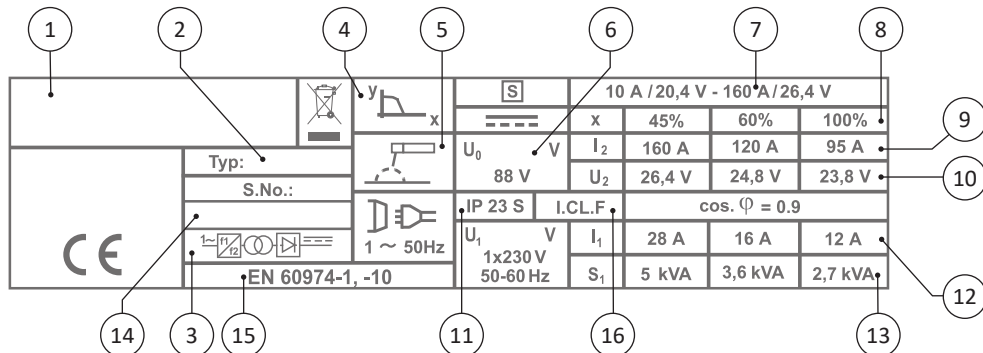 1 2 4 5 6 7 8
y x
S
10 A / 20,4 V - 160 A / 26,4 V
x 45% 60% 100%
9
U0 V
88 V
I2 160 A 120 A 95 A
Typ:
U2 26,4 V 24,8 V 23,8 V
10
S.No.:
IP 23 S I.CL.F cos. φ = 0.9
CE
1~ f1 f2
1 ~ 50Hz
U1 V
1x230 V
50-60 Hz
I1 28 A 16 A 12 A
EN 60974-1, -10
S1 5 kVA 3,6 kVA 2,7 kVA
12
14 3 15 11 16 13